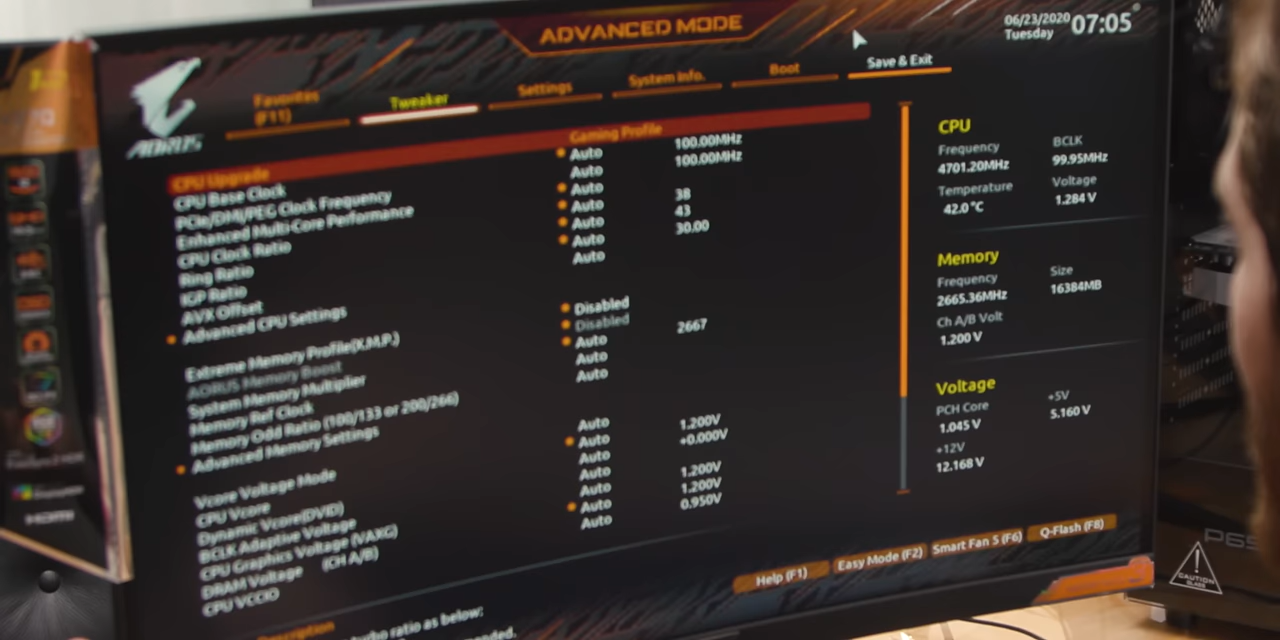 ADVANCED MODE
06/23/2020
Tuesday
07:05
AORUS
Favorites
(F11)
Tweaker
Settings
System Info.
Boot
Save & Exit
CPU Upgrade Gaming Profile
CPU Base Clock Auto 100.00MHz
PCIe/DMI/PEG Clock Frequency Auto 100.00MHz
Enhanced Multi-Core Performance Auto
CPU Clock Ratio Auto 38
Ring Ratio Auto 43
IGP Ratio Auto 30.00
AVX Offset Auto
Advanced CPU Settings
Extreme Memory Profile(X.M.P.) Disabled
AORUS Memory Boost Disabled
System Memory Multiplier Auto 2667
Memory Ref Clock Auto
Memory Odd Ratio (100/133 or 200/266) Auto
Advanced Memory Settings
Vcore Voltage Mode Auto
CPU Vcore Auto 1.200V
Dynamic Vcore(DVID) Auto +0.000V
BCLK Adaptive Voltage Auto
CPU Graphics Voltage (VAXG) Auto 1.200V
DRAM Voltage (CH A/B) Auto 1.200V
CPU VCCIO Auto 0.950V
CPU
Frequency BCLK
4701.20MHz 99.95MHz
Temperature Voltage
42.0°C 1.284 V
Memory
Frequency Size
2665.36MHz 16384MB
Ch A/B Volt
1.200 V
Voltage
PCH Core +5V
1.045 V 5.160 V
+12V
12.168 V
Help (F1)
Easy Mode (F2)
Smart Fan 5 (F6)
Q-Flash (F8)
Description
ratio as below:
HDMI
CAUTION
GLASS